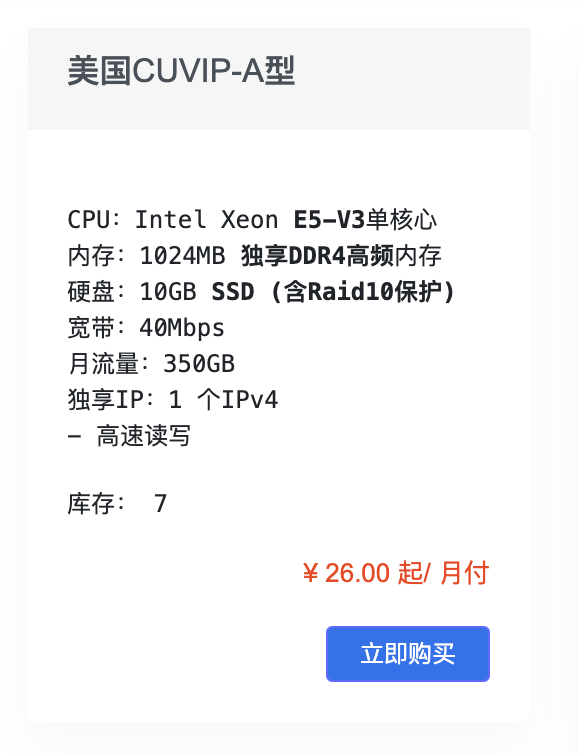 美国CUVIP-A型
CPU：Intel Xeon E5-V3单核心
内存：1024MB 独享DDR4高频内存
硬盘：10GB SSD (含Raid10保护)
宽带：40Mbps
月流量：350GB
独享IP：1 个IPv4
- 高速读写
库存： 7
¥ 26.00 起/ 月付
立即购买